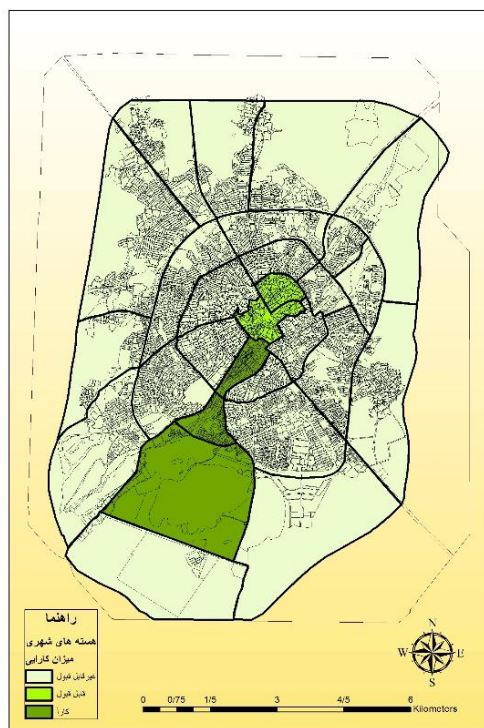 راهنما
هسته های شهری
میزان کارایی
غیرقابل قبول
قابل قبول
کارا
N
W E
S
0 0/75 1/5 3 4/5 6
Kilometers